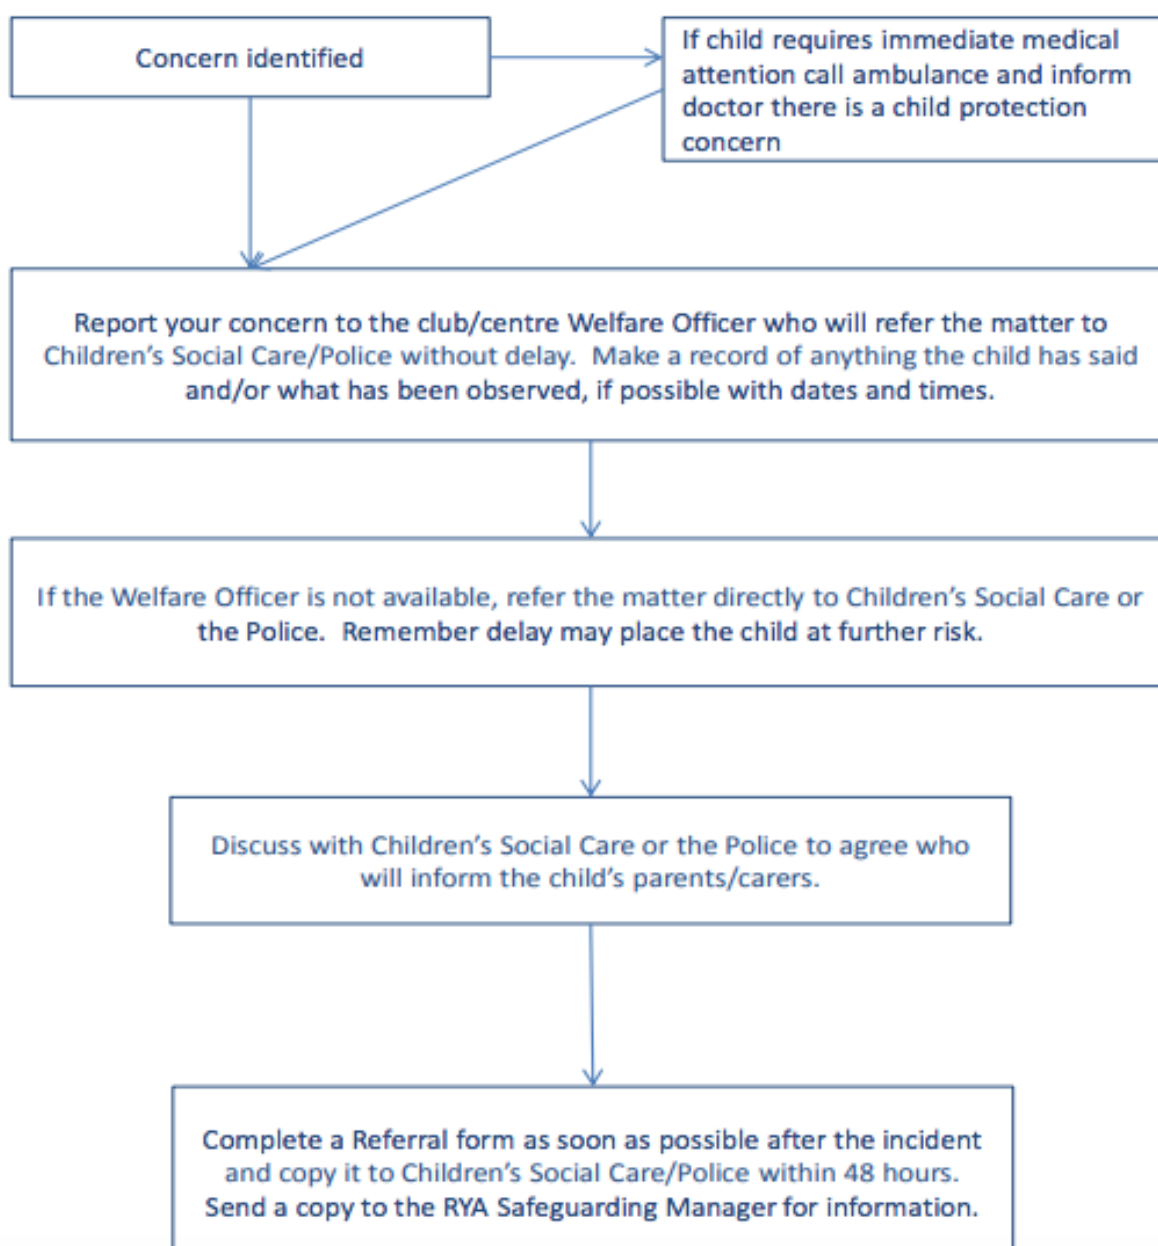 Concern identified
If child requires immediate medical
attention call ambulance and inform
doctor there is a child protection
concern
Report your concern to the club/centre Welfare Officer who will refer the matter to
Children’s Social Care/Police without delay.  Make a record of anything the child has said
and/or what has been observed, if possible with dates and times.
If the Welfare Officer is not available, refer the matter directly to Children’s Social Care or
the Police.  Remember delay may place the child at further risk.
Discuss with Children’s Social Care or the Police to agree who
will inform the child’s parents/carers.
Complete a Referral form as soon as possible after the incident
and copy it to Children’s Social Care/Police within 48 hours.
Send a copy to the RYA Safeguarding Manager for information.